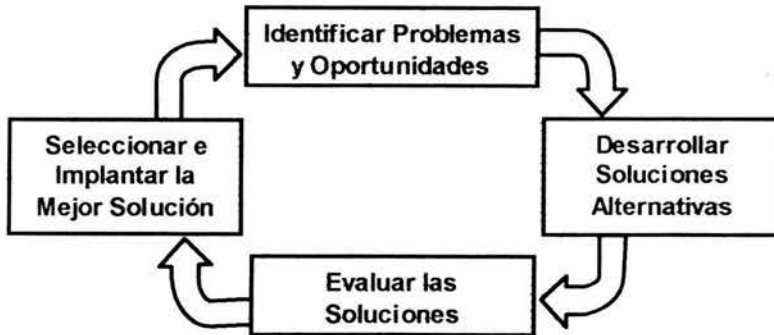 Identificar Problemas
y Oportunidades
Desarrollar
Soluciones
Alternativas
Evaluar las
Soluciones
Seleccionar e
Implantar la
Mejor Solución